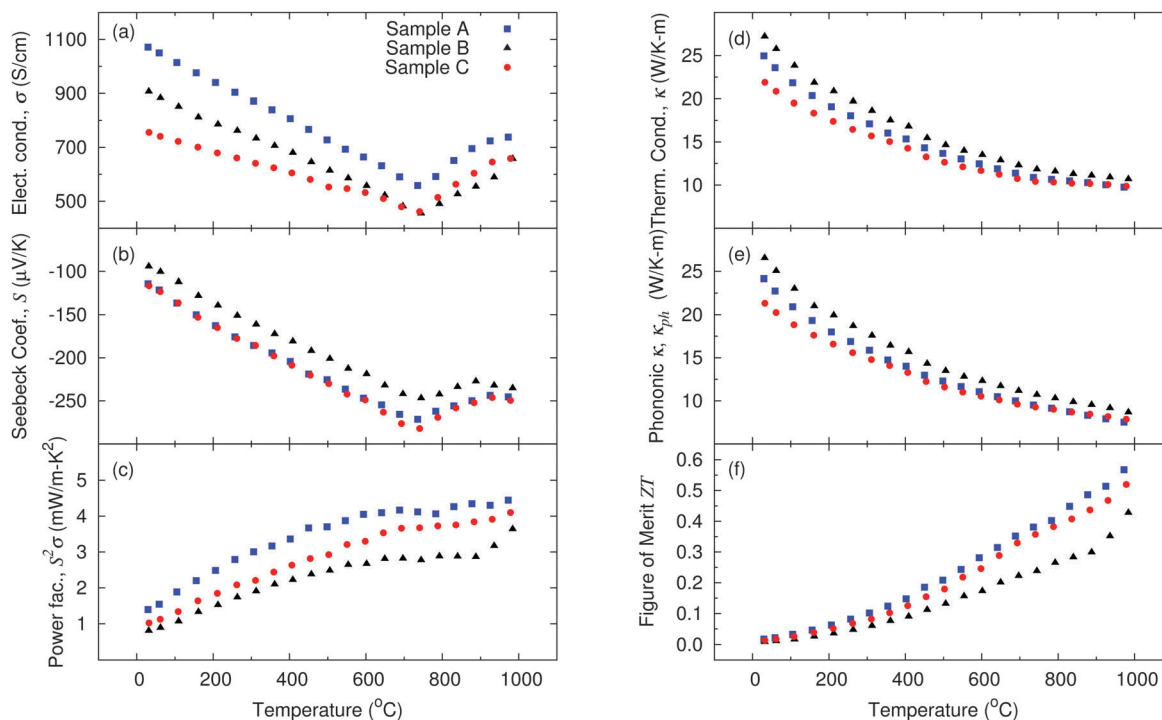 (a)
Sample A
Sample B
Sample C
Elect. cond., σ (S/cm)
1100
900
700
500
(b)
Seebeck Coef., S (μV/K)
-100
-150
-200
-250
(c)
Power fac., S²σ (mW/m-K²)
5
4
3
2
1
0
200
400
600
800
1000
Temperature (°C)
(d)
Therm. Cond., κ (W/K-m)
25
20
15
10
(e)
Phononic κ, κph (W/K-m)
25
20
15
10
(f)
Figure of Merit ZT
0.6
0.5
0.4
0.3
0.2
0.1
0.0
0
200
400
600
800
1000
Temperature (°C)